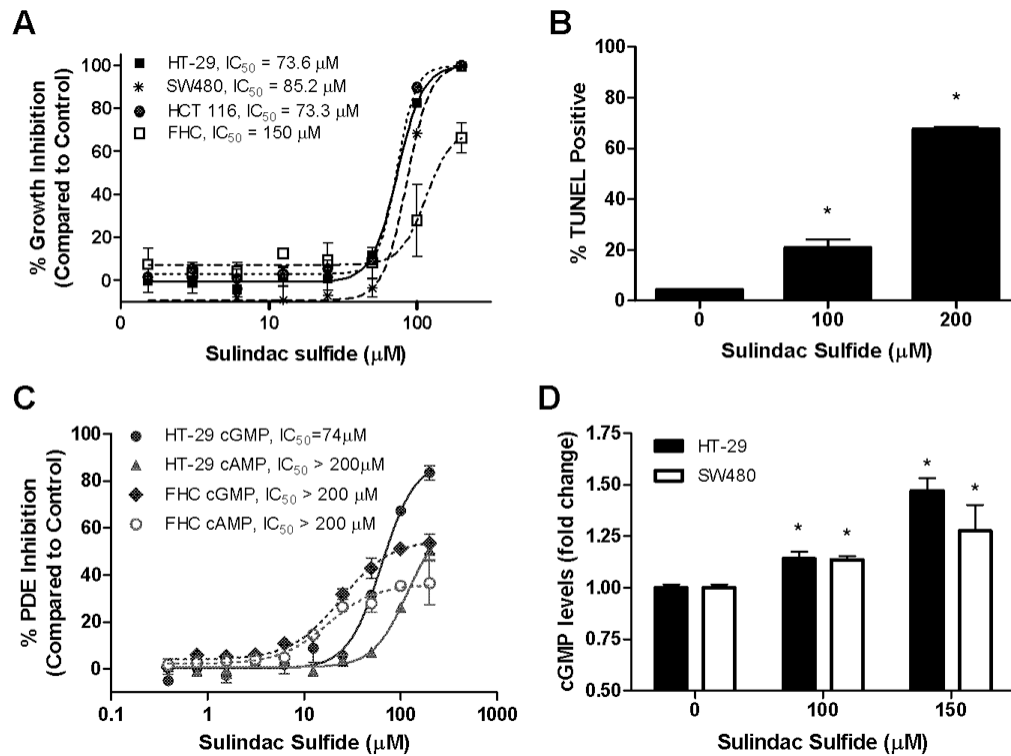 A
HT-29, IC50 = 73.6 μM
SW480, IC50 = 85.2 μM
HCT 116, IC50 = 73.3 μM
FHC, IC50 = 150 μM
% Growth Inhibition
(Compared to Control)
100
80
60
40
20
0
0
10
100
Sulindac sulfide (μM)
B
% TUNEL Positive
100
80
60
40
20
0
*
*
0
100
200
Sulindac Sulfide (μM)
C
HT-29 cGMP, IC50=74μM
HT-29 cAMP, IC50 > 200μM
FHC cGMP, IC50 > 200 μM
FHC cAMP, IC50 > 200 μM
% PDE Inhibition
(Compared to Control)
100
80
60
40
20
0
0.1
1
10
100
1000
Sulindac Sulfide (μM)
D
HT-29
SW480
cGMP levels (fold change)
1.75
1.50
1.25
1.00
0.75
0.50
* *
* *
0
100
150
Sulindac Sulfide (μM)